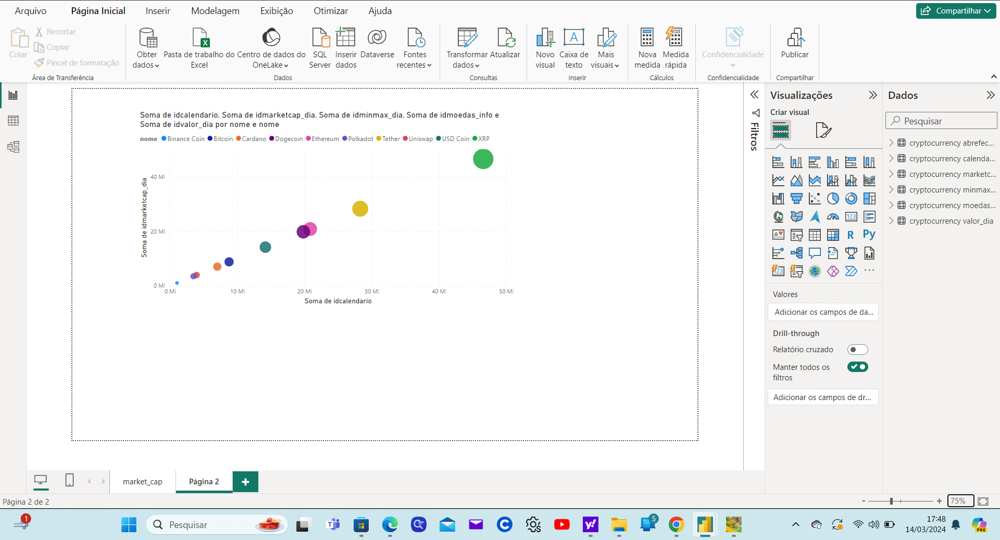 Arquivo Página Inicial Inserir Modelagem Exibição Otimizar Ajuda
Compartilhar
Colar
Recortar
Copiar
Pincel de formatação
Área de Transferência
Obter dados
Pasta de trabalho do Excel
Centro de dados do OneLake
SQL Server
Inserir dados
Dataverse
Fontes recentes
Dados
Transformar dados
Atualizar
Consultas
Novo visual
Caixa de texto
Mais visuais
Inserir
Nova medida
Medida rápida
Cálculos
Confidencialidade
Confidencialidade
Publicar
Compartilhar
Soma de idcalendario, Soma de idmarketcap_dia, Soma de idminmax_dia, Soma de idmoedas_info e
Soma de idvalor_dia por nome e nome
nome Binance Coin Bitcoin Cardano Dogecoin Ethereum Polkadot Tether Uniswap USD Coin XRP
Soma de idmarketcap_dia
40 Mi
20 Mi
0 Mi
0 Mi 10 Mi 20 Mi 30 Mi 40 Mi 50 Mi
Soma de idcalendario
Filtros
Visualizações
Criar visual
123
R
Py
123
Valores
Adicionar os campos de da...
Drill-through
Relatório cruzado
Manter todos os
filtros
Adicionar os campos de dr...
Dados
Pesquisar
cryptocurrency abrefec...
cryptocurrency calenda...
cryptocurrency marketc...
cryptocurrency minmax...
cryptocurrency moedas...
cryptocurrency valor_dia
market_cap
Página 2
Página 2 de 2
- + 75%
1
Pesquisar
5
17:48
14/03/2024
PRE